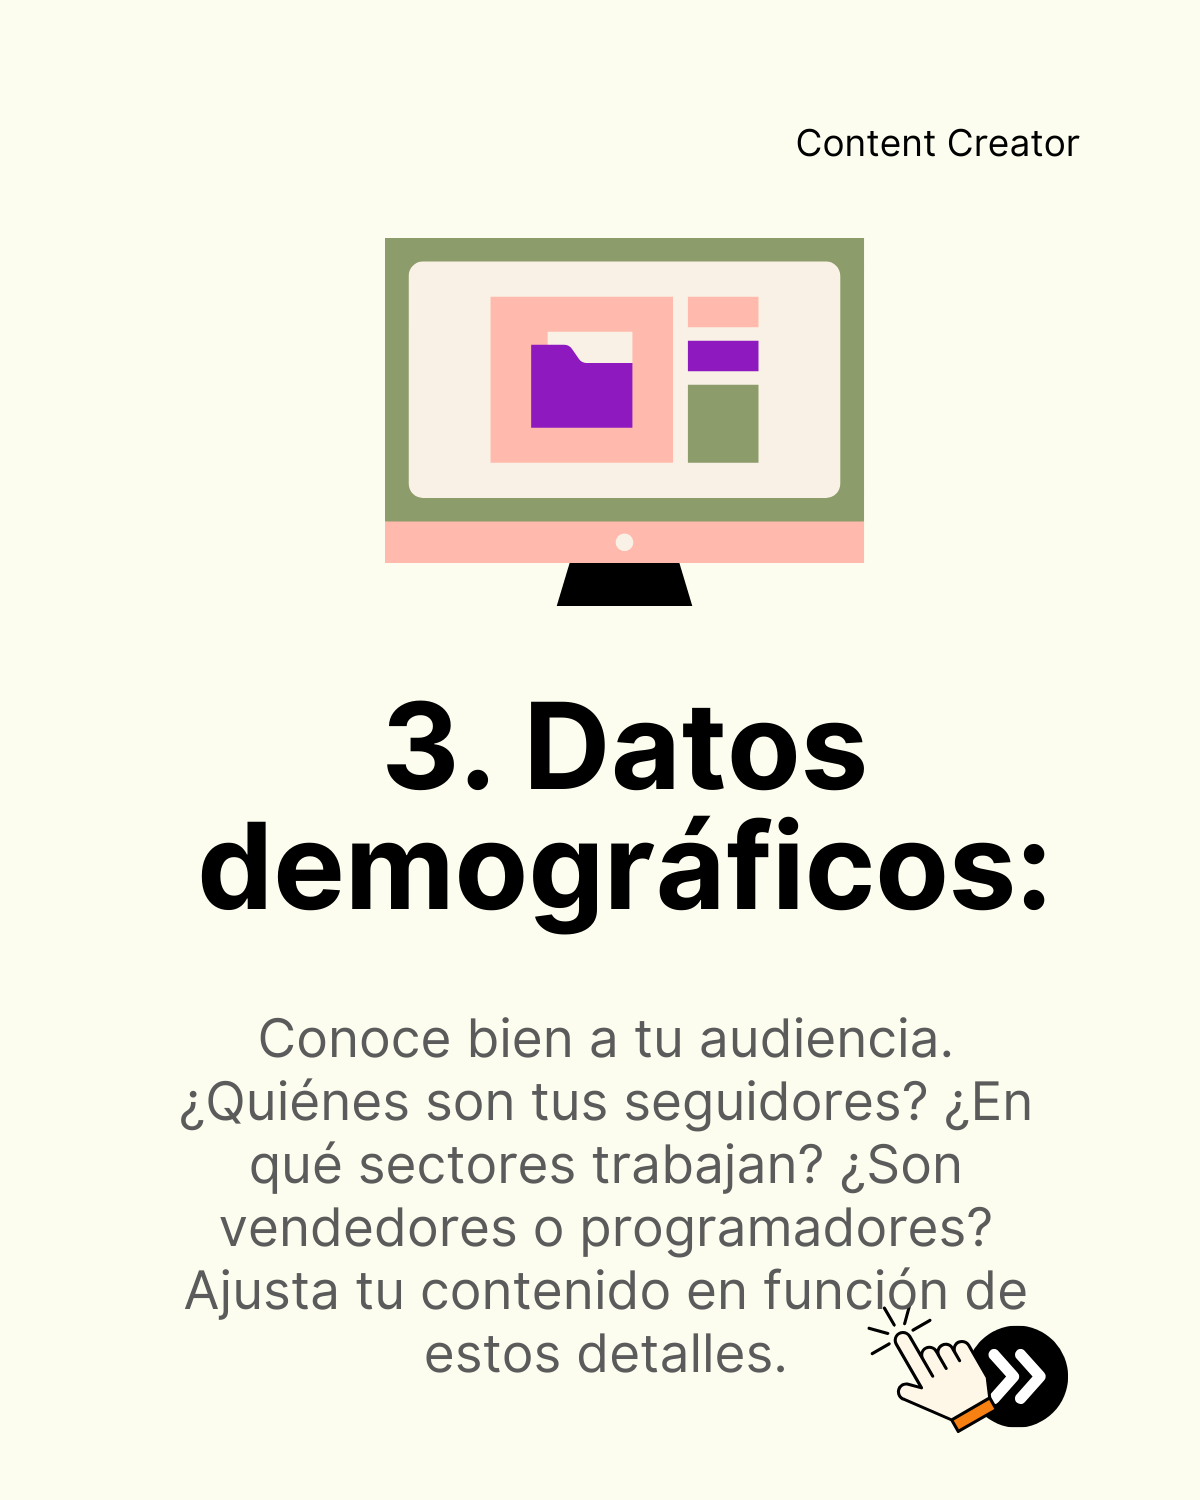 Content Creator
3. Datos
demográficos:
Conoce bien a tu audiencia.
¿Quiénes son tus seguidores? ¿En
qué sectores trabajan? ¿Son
vendedores o programadores?
Ajusta tu contenido en función de
estos detalles.